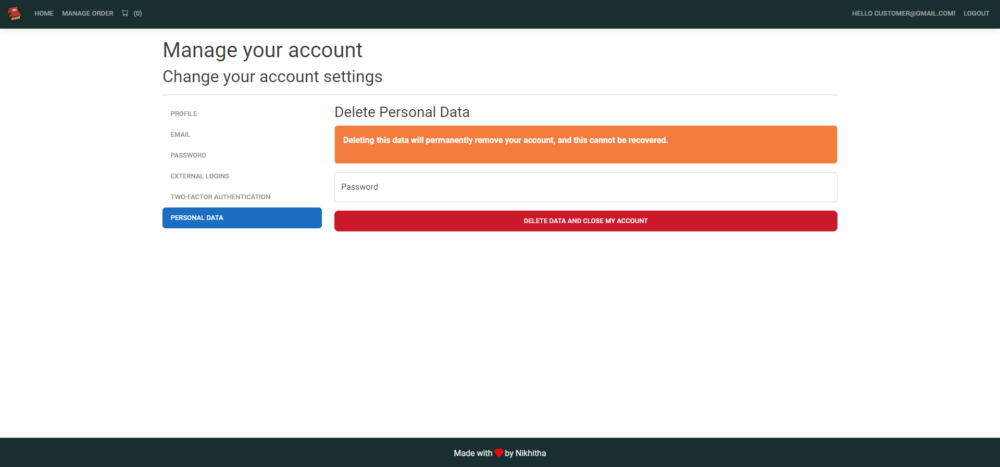 HOME MANAGE ORDER (0) HELLO CUSTOMER@GMAIL.COM! LOGOUT
Manage your account
Change your account settings
PROFILE
EMAIL
PASSWORD
EXTERNAL LOGINS
TWO-FACTOR AUTHENTICATION
PERSONAL DATA
Delete Personal Data
Deleting this data will permanently remove your account, and this cannot be recovered.
Password
DELETE DATA AND CLOSE MY ACCOUNT
Made with ❤ by Nikhitha